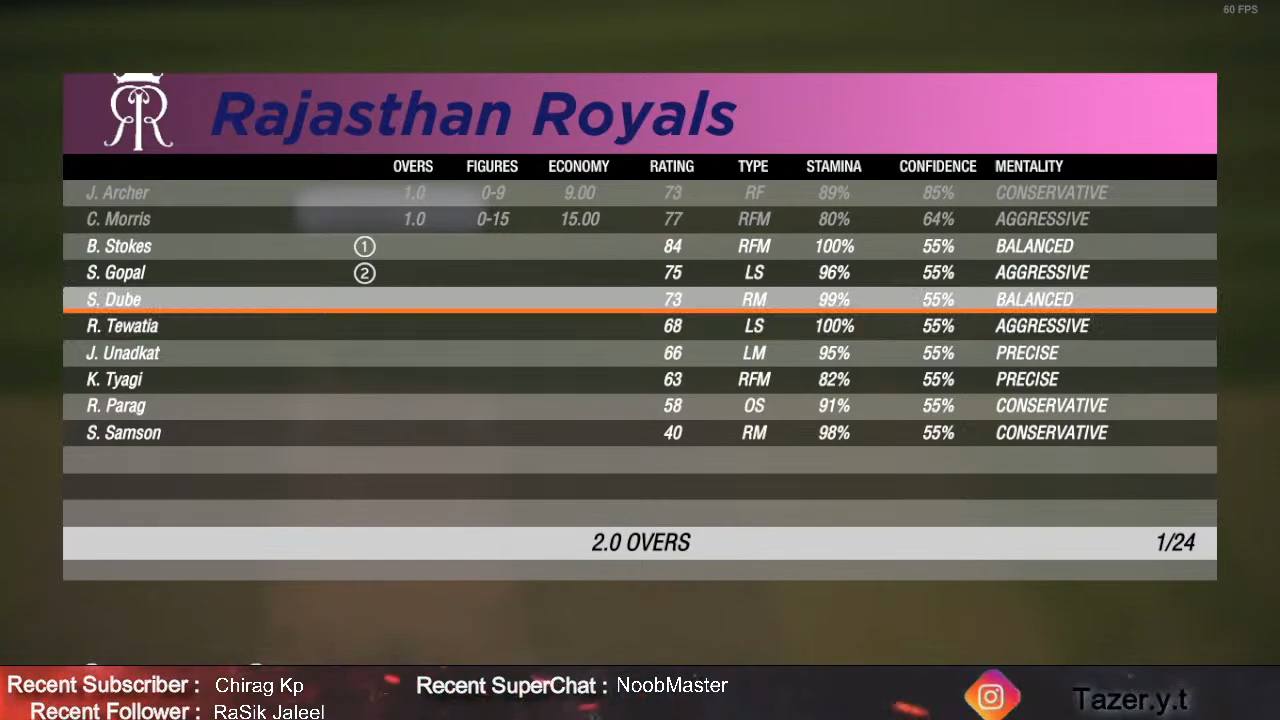 60 FPS
Rajasthan Royals
OVERS FIGURES ECONOMY RATING TYPE STAMINA CONFIDENCE MENTALITY
J. Archer 1.0 0-9 9.00 73 RF 89% 85% CONSERVATIVE
C. Morris 1.0 0-15 15.00 77 RFM 80% 64% AGGRESSIVE
B. Stokes 1 84 RFM 100% 55% BALANCED
S. Gopal 2 75 LS 96% 55% AGGRESSIVE
S. Dube 73 RM 99% 55% BALANCED
R. Tewatia 68 LS 100% 55% AGGRESSIVE
J. Unadkat 66 LM 95% 55% PRECISE
K. Tyagi 63 RFM 82% 55% PRECISE
R. Parag 58 OS 91% 55% CONSERVATIVE
S. Samson 40 RM 98% 55% CONSERVATIVE
2.0 OVERS 1/24
Recent Subscriber : Chirag Kp Recent SuperChat : NoobMaster
Recent Follower : RaSik Jaleel
Tazer.y.t